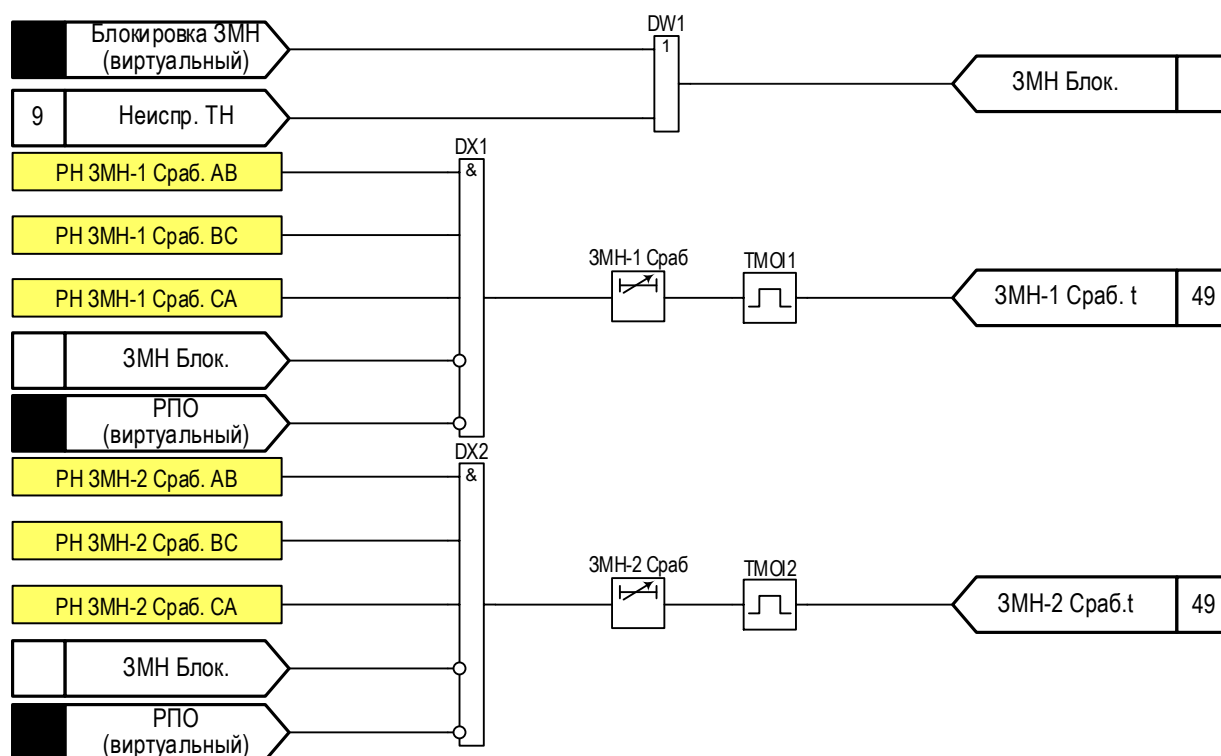 Блокировка ЗМН
(виртуальный)
DW1
1
ЗМН Блок.
9
Неиспр. ТН
РН ЗМН-1 Сраб. АВ
DX1
&
РН ЗМН-1 Сраб. ВС
РН ЗМН-1 Сраб. СА
ЗМН-1 Сраб
TMOI1
ЗМН-1 Сраб. t
49
ЗМН Блок.
РПО
(виртуальный)
РН ЗМН-2 Сраб. АВ
DX2
&
РН ЗМН-2 Сраб. ВС
РН ЗМН-2 Сраб. СА
ЗМН-2 Сраб
TMOI2
ЗМН-2 Сраб.t
49
ЗМН Блок.
РПО
(виртуальный)